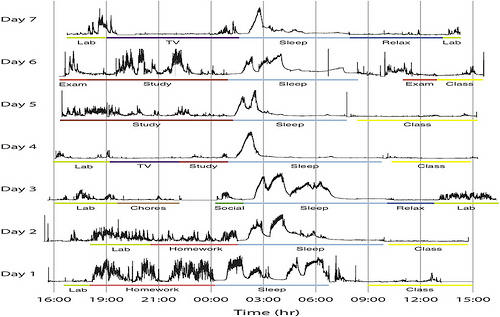 Day 7
Lab TV Sleep Relax Lab
Day 6
Exam Study Sleep Exam Class
Day 5
Study Sleep Class
Day 4
Lab TV Study Sleep Class
Day 3
Lab Chores Social Sleep Relax Lab
Day 2
Lab Homework Sleep Class
Day 1
Lab Homework Sleep Class
16:00 19:00 21:00 00:00 03:00 06:00 09:00 12:00 15:00
Time (hr)